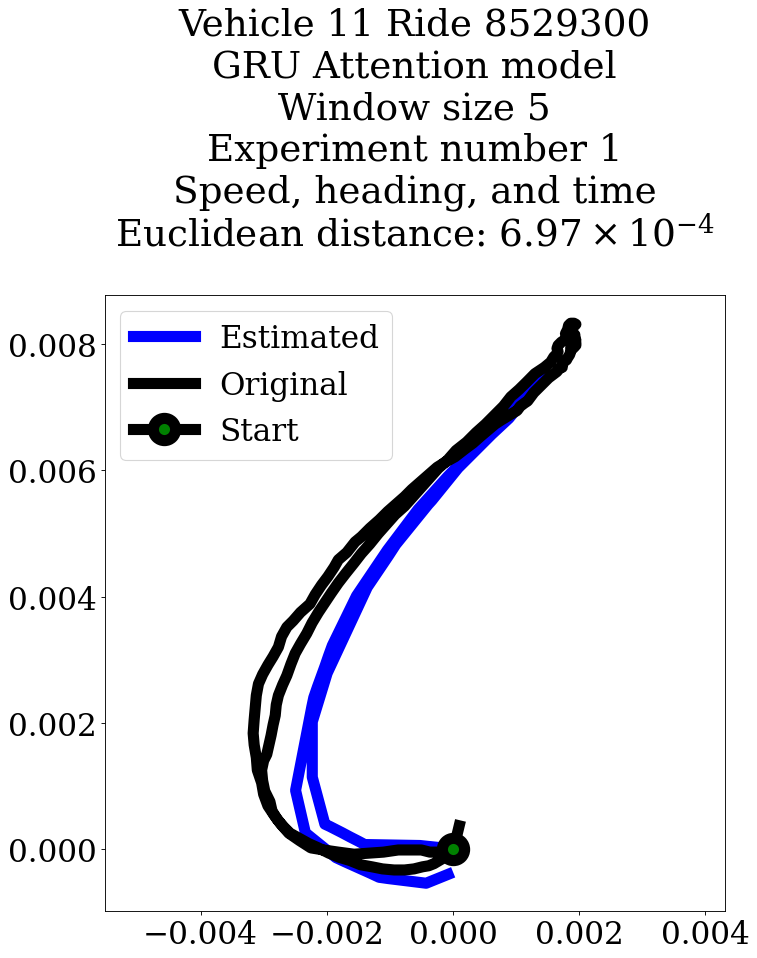 Vehicle 11 Ride 8529300
GRU Attention model
Window size 5
Experiment number 1
Speed, heading, and time
Euclidean distance: 6.97 × 10⁻⁴
Estimated
Original
Start
0.008
0.006
0.004
0.002
0.000
−0.004 −0.002 0.000 0.002 0.004